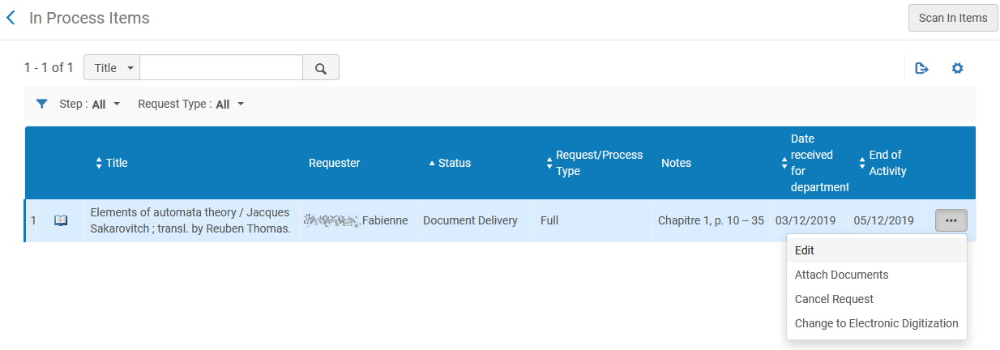 In Process Items
Scan In Items
1 - 1 of 1
Title
Step : All
Request Type : All
Title
Requester
Status
Request/Process
Type
Notes
Date
received
for
department
End of
Activity
1
Elements of automata theory / Jacques
Sakarovitch ; transl. by Reuben Thomas.
, Fabienne
Document Delivery
Full
Chapitre 1, p. 10 – 35
03/12/2019
05/12/2019
Edit
Attach Documents
Cancel Request
Change to Electronic Digitization